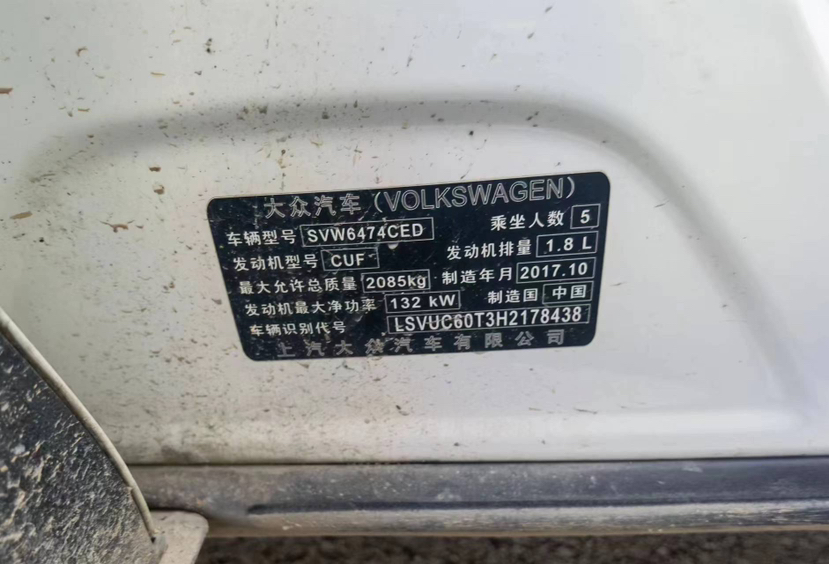 大众汽车(VOLKSWAGEN)
车辆型号 SVW6474CED 乘坐人数 5
发动机型号 CUF 发动机排量 1.8 L
最大允许总质量 2085kg 制造年月 2017.10
发动机最大净功率 132 kW 制造国 中国
车辆识别代号 LSVUC60T3H2178438
上汽大众汽车有限公司